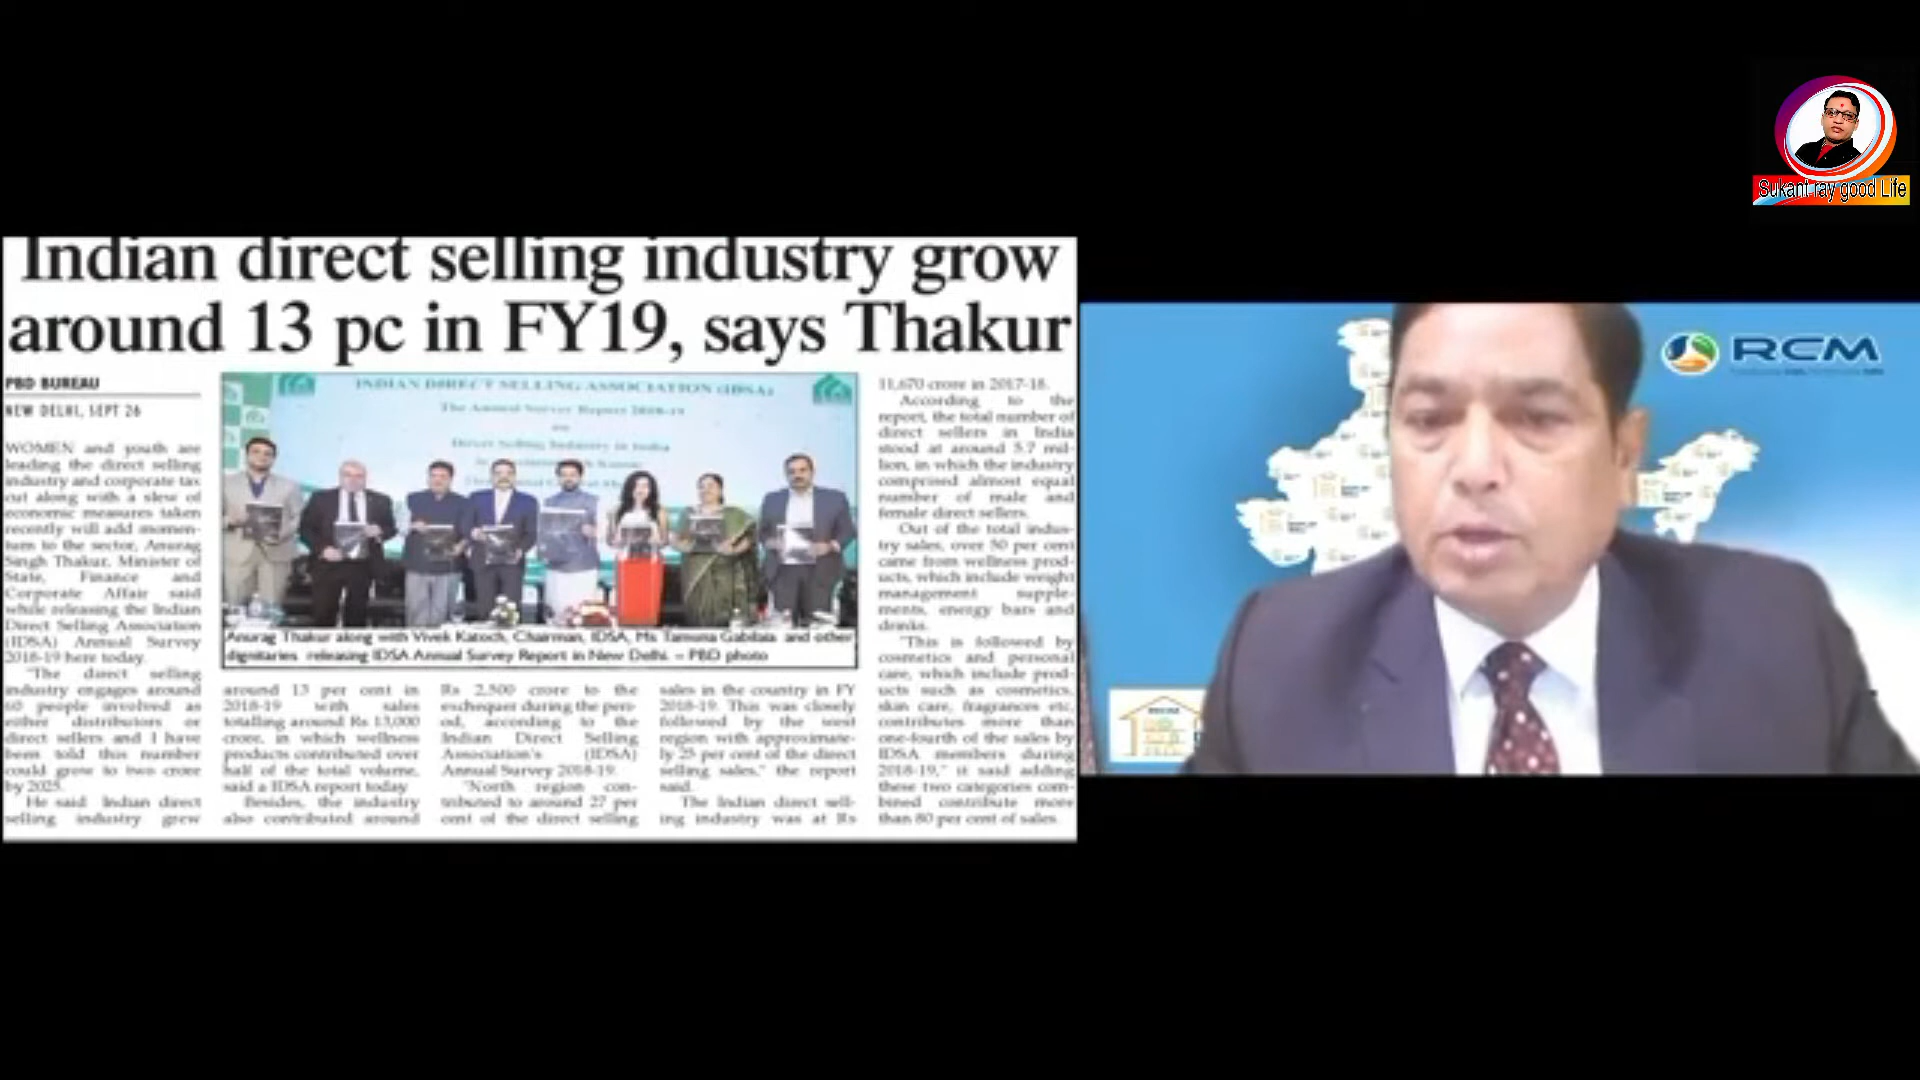 Sukant ray good Life
Indian direct selling industry grow
around 13 pc in FY19, says Thakur
PBD BUREAU
NEW DELHI, SEPT 26
WOMEN and youth are
leading the direct selling
industry and corporate tax
cut along with a slew of
economic measures taken
recently will add momen-
tum to the sector, Anurag
Singh Thakur, Minister of
State, Finance and
Corporate Affair said
while releasing the Indian
Direct Selling Association
(IDSA) Annual Survey
2018-19 here today.
"The direct selling
industry engages around
60 people involved as
either distributors or
direct sellers and I have
been told this number
could grow to two crore
by 2025.
He said Indian direct
selling industry grew
INDIAN DIRECT SELLING ASSOCIATION (IDSA)
The Annual Survey Report 2018-19
on
Direct Selling Industry in India
Anurag Thakur along with Vivek Katoch, Chairman, IDSA, Ms Tamuna Gabilaia and other
dignitaries releasing IDSA Annual Survey Report in New Delhi. – PBD photo
around 13 per cent in
2018-19 with sales
totalling around Rs 13,000
crore, in which wellness
products contributed over
half of the total volume,
said a IDSA report today.
Besides, the industry
also contributed around
Rs 2,500 crore to the
exchequer during the peri-
od, according to the
Indian Direct Selling
Association's (IDSA)
Annual Survey 2018-19.
"North region con-
tributed to around 27 per
cent of the direct selling
sales in the country in FY
2018-19. This was closely
followed by the west
region with approximate-
ly 25 per cent of the direct
selling sales," the report
said.
The Indian direct sell-
ing industry was at Rs
11,670 crore in 2017-18.
According to the
report, the total number of
direct sellers in India
stood at around 5.7 mil-
lion, in which the industry
comprised almost equal
number of male and
female direct sellers.
Out of the total indus-
try sales, over 50 per cent
came from wellness prod-
ucts, which include weight
management supple-
ments, energy bars and
drinks.
"This is followed by
cosmetics and personal
care, which include prod-
ucts such as cosmetics,
skin care, fragrances etc,
contributes more than
one-fourth of the sales by
IDSA members during
2018-19," it said adding
these two categories com-
bined contribute more
than 80 per cent of sales.
RCM